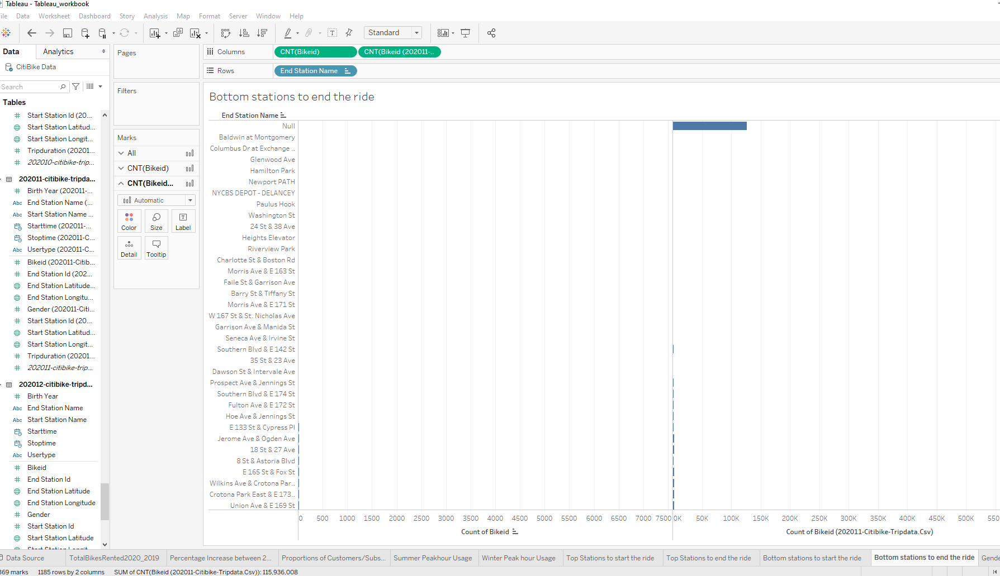 Tableau - Tableau_workbook
ile Data Worksheet Dashboard Story Analysis Map Format Server Window Help
Standard
Data Analytics
CitiBike Data
Search
Tables
Start Station Id (20...
Start Station Latitud...
Start Station Longit...
Tripduration (20201...
202010-citibike-trip...
202011-citibike-tripda...
Birth Year (202011-...
Abc End Station Name (...
Abc Start Station Name ...
Starttime (202011-...
Stoptime (202011-C...
Abc Usertype (202011-C...
Bikeid (202011-Citib...
End Station Id (202...
End Station Latitude...
End Station Longitu...
Gender (202011-Citi...
Start Station Id (20...
Start Station Latitud...
Start Station Longit...
Tripduration (20201...
202011-citibike-trip...
202012-citibike-tripd...
Birth Year
Abc End Station Name
Abc Start Station Name
Starttime
Stoptime
Abc Usertype
Bikeid
End Station Id
End Station Latitude
End Station Longitude
Gender
Start Station Id
Start Station Latitude
Pages
Filters
Marks
All
CNT(Bikeid)
CNT(Bikeid...
Automatic
Color Size Label
Detail Tooltip
Columns CNT(Bikeid) CNT(Bikeid (202011-..
Rows End Station Name
Bottom stations to end the ride
End Station Name
Null
Baldwin at Montgomery
Columbus Dr at Exchange ..
Glenwood Ave
Hamilton Park
Newport PATH
NYCBS DEPOT - DELANCEY
Paulus Hook
Washington St
24 St & 38 Ave
Heights Elevator
Riverview Park
Charlotte St & Boston Rd
Morris Ave & E 163 St
Faile St & Garrison Ave
Barry St & Tiffany St
Morris Ave & E 171 St
W 167 St & St. Nicholas Ave
Garrison Ave & Manida St
Seneca Ave & Irvine St
Southern Blvd & E 142 St
35 St & 23 Ave
Dawson St & Intervale Ave
Prospect Ave & Jennings St
Southern Blvd & E 174 St
Fulton Ave & E 172 St
Hoe Ave & Jennings St
E 133 St & Cypress Pl
Jerome Ave & Ogden Ave
18 St & 27 Ave
8 St & Astoria Blvd
E 165 St & Fox St
Wilkins Ave & Crotona Par..
Crotona Park East & E 173..
Union Ave & E 169 St
0 500 1000 1500 2000 2500 3000 3500 4000 4500 5000 5500 6000 6500 7000 7500 0K 50K 100K 150K 200K 250K 300K 350K 400K 450K 500K 550
Count of Bikeid Count of Bikeid (202011-Citibike-Tripdata.Csv)
Data Source TotalBikesRented2020_2019 Percentage Increase between 2... Proportions of Customers/Subs... Summer Peakhour Usage Winter Peak hour Usage Top Stations to start the ride Top Stations to end the ride Bottom stations to start the ride Bottom stations to end the ride Gende
369 marks 1185 rows by 2 columns SUM of CNT(Bikeid (202011-Citibike-Tripdata.Csv)): 115,936,008